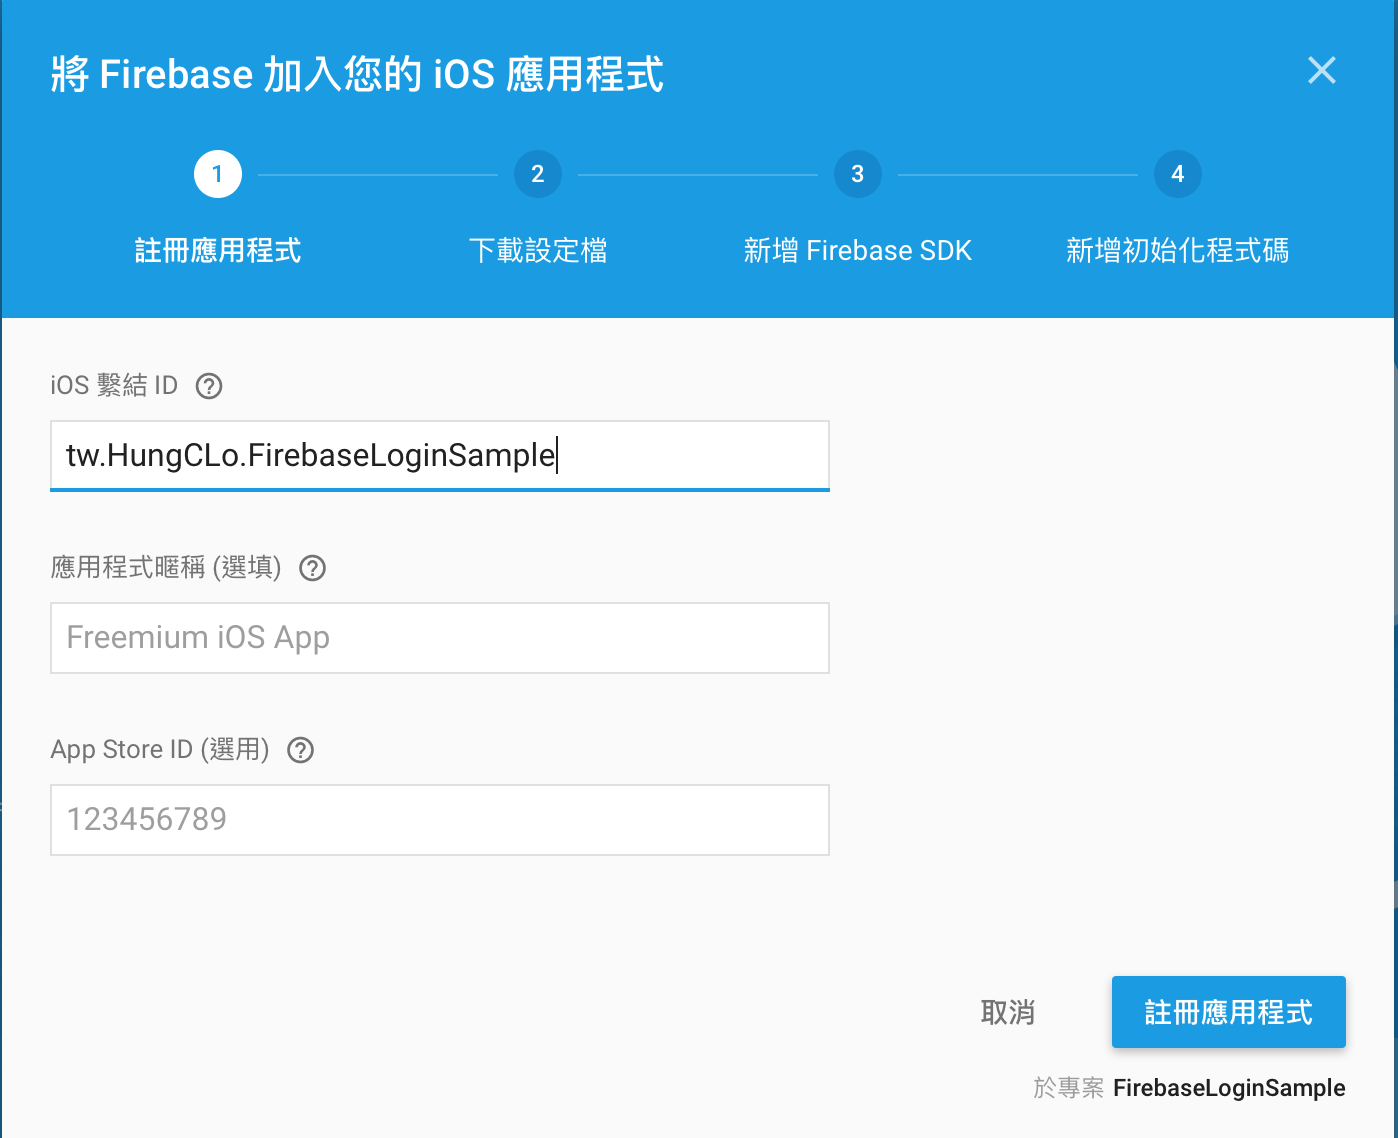 將 Firebase 加入您的 iOS 應用程式
1
2
3
4
註冊應用程式
下載設定檔
新增 Firebase SDK
新增初始化程式碼
iOS 繫結 ID
tw.HungCLo.FirebaseLoginSample
應用程式暱稱 (選填)
Freemium iOS App
App Store ID (選用)
123456789
取消
註冊應用程式
於專案 FirebaseLoginSample